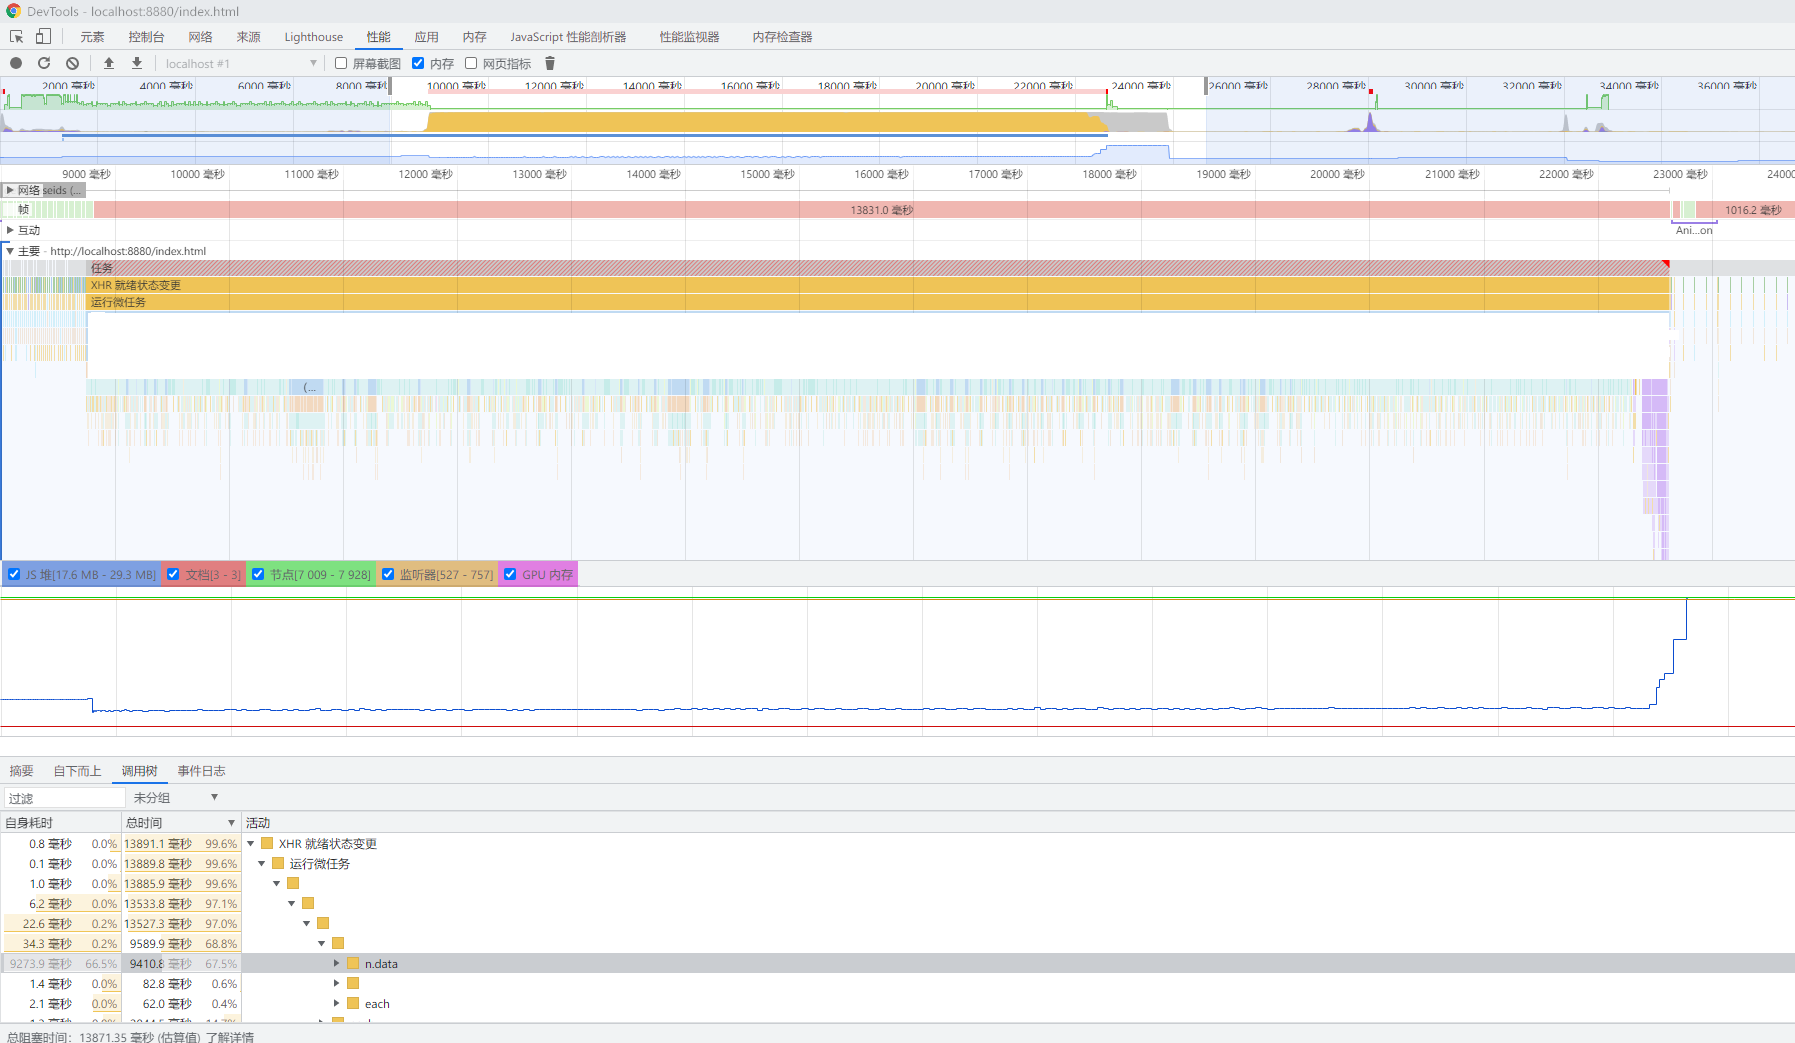 DevTools - localhost:8880/index.html
元素 控制台 网络 来源 Lighthouse 性能 应用 内存 JavaScript 性能剖析器 性能监视器 内存检查器
localhost #1 屏幕截图 内存 网页指标
2000 毫秒 4000 毫秒 6000 毫秒 8000 毫秒 10000 毫秒 12000 毫秒 14000 毫秒 16000 毫秒 18000 毫秒 20000 毫秒 22000 毫秒 24000 毫秒 26000 毫秒 28000 毫秒 30000 毫秒 32000 毫秒 34000 毫秒 36000 毫秒
9000 毫秒 10000 毫秒 11000 毫秒 12000 毫秒 13000 毫秒 14000 毫秒 15000 毫秒 16000 毫秒 17000 毫秒 18000 毫秒 19000 毫秒 20000 毫秒 21000 毫秒 22000 毫秒 23000 毫秒 24000
网络 seids (...
帧 13831.0 毫秒 1016.2 毫秒
互动 Ani...on
主要 - http://localhost:8880/index.html
任务
XHR 就绪状态变更
运行微任务
(...
JS 堆[17.6 MB - 29.3 MB] 文档[3 - 3] 节点[7 009 - 7 928] 监听器[527 - 757] GPU 内存
摘要 自下而上 调用树 事件日志
过滤 未分组
自身耗时 总时间 活动
0.8 毫秒 0.0% 13891.1 毫秒 99.6% XHR 就绪状态变更
0.1 毫秒 0.0% 13889.8 毫秒 99.6% 运行微任务
1.0 毫秒 0.0% 13885.9 毫秒 99.6%
6.2 毫秒 0.0% 13533.8 毫秒 97.1%
22.6 毫秒 0.2% 13527.3 毫秒 97.0%
34.3 毫秒 0.2% 9589.9 毫秒 68.8%
9273.9 毫秒 66.5% 9410.8 毫秒 67.5% n.data
1.4 毫秒 0.0% 82.8 毫秒 0.6%
2.1 毫秒 0.0% 62.0 毫秒 0.4% each
总阻塞时间: 13871.35 毫秒 (估算值) 了解详情